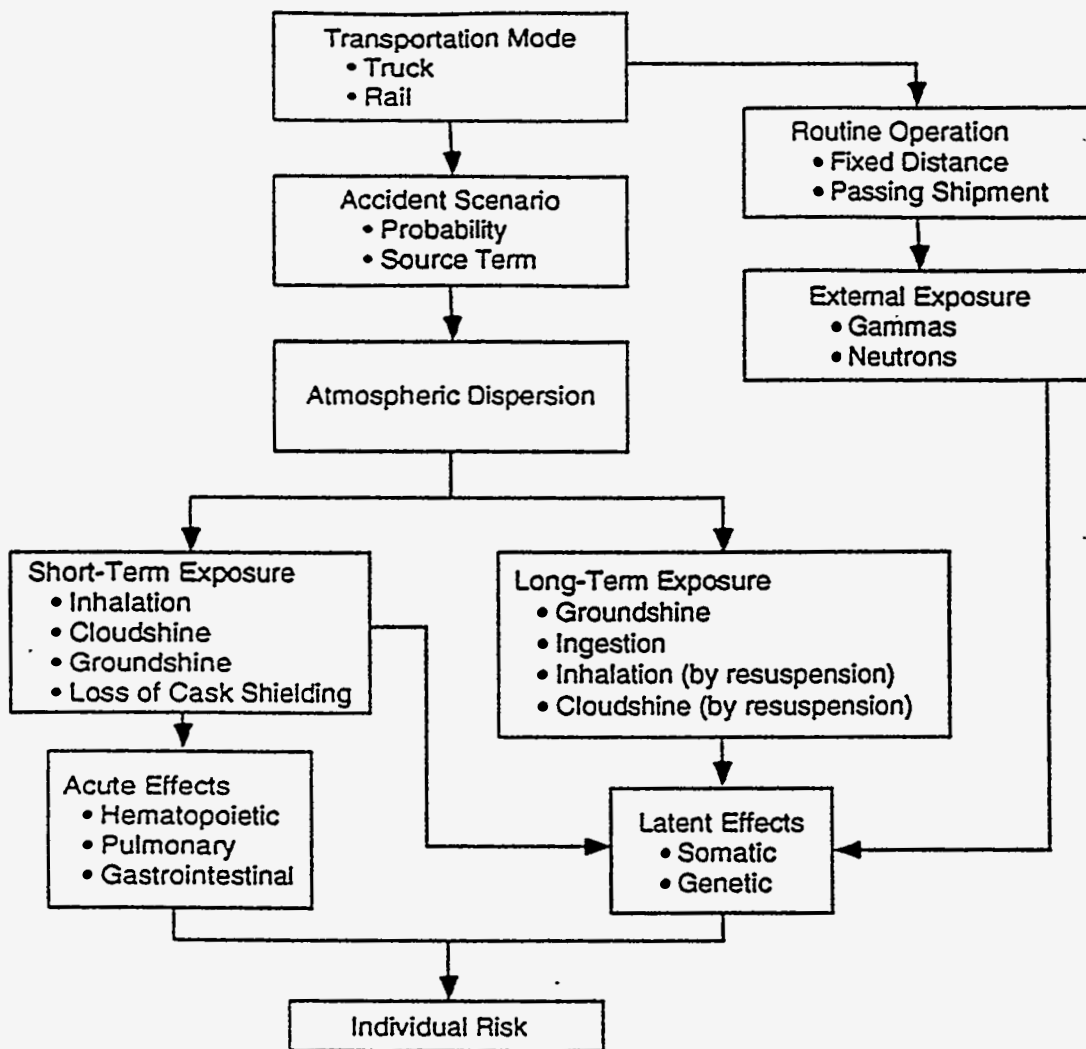 Transportation Mode
• Truck
• Rail
Routine Operation
• Fixed Distance
• Passing Shipment
Accident Scenario
• Probability
• Source Term
External Exposure
• Gammas
• Neutrons
Atmospheric Dispersion
Short-Term Exposure
• Inhalation
• Cloudshine
• Groundshine
• Loss of Cask Shielding
Long-Term Exposure
• Groundshine
• Ingestion
• Inhalation (by resuspension)
• Cloudshine (by resuspension)
Acute Effects
• Hematopoietic
• Pulmonary
• Gastrointestinal
Latent Effects
• Somatic
• Genetic
Individual Risk